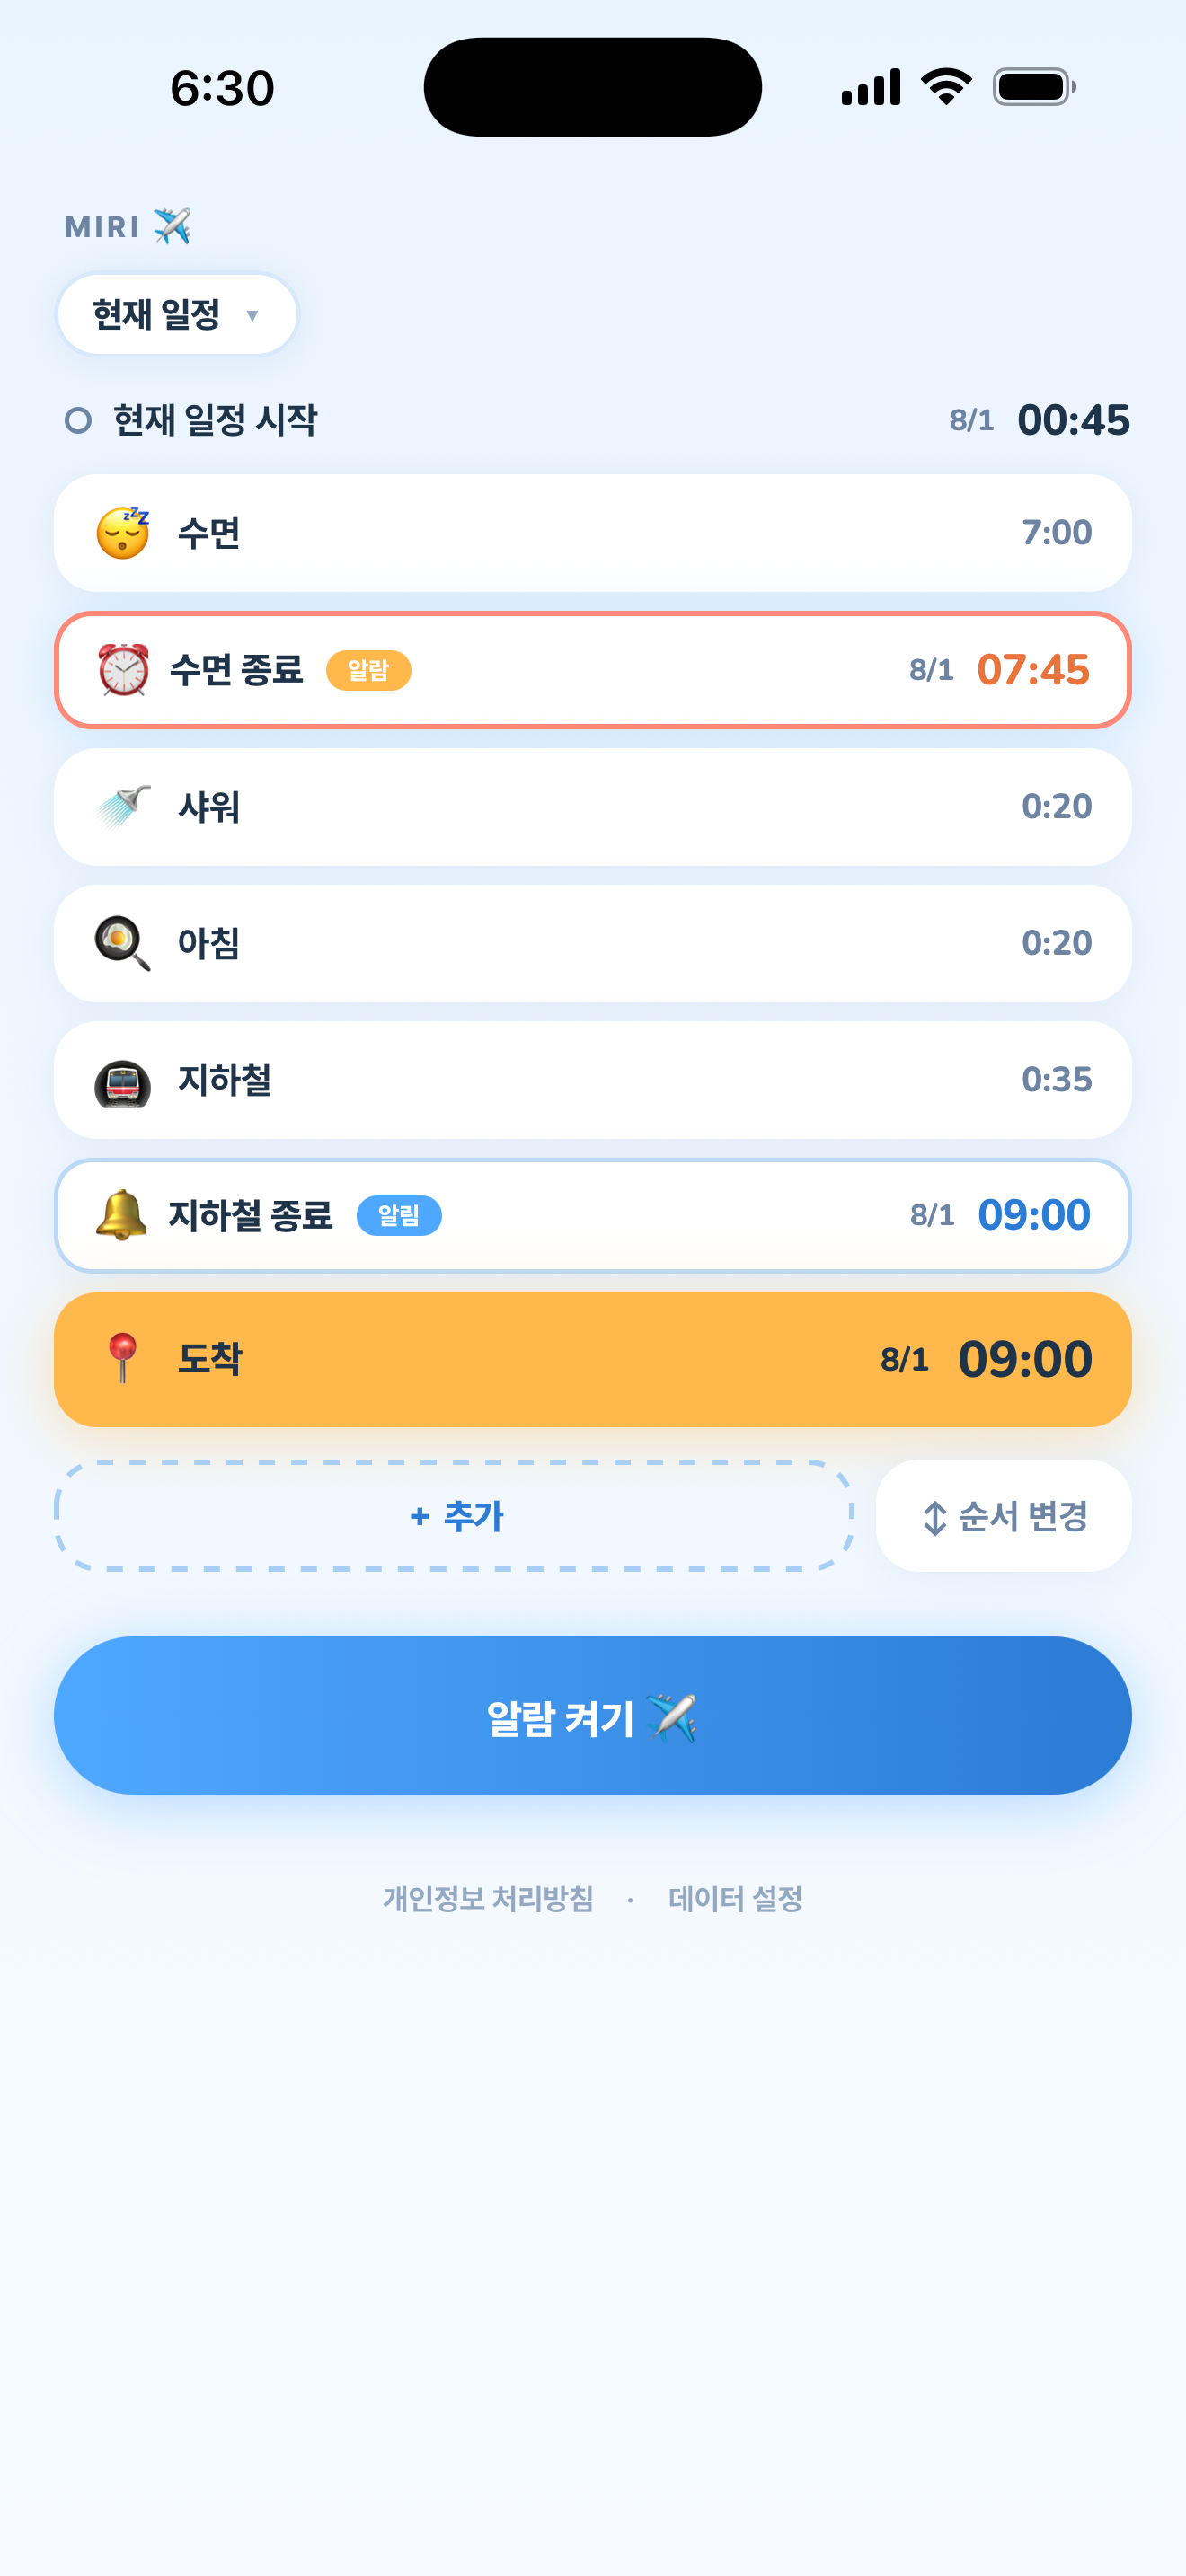 6:30
MIRI ✈️
현재 일정 ▼
현재 일정 시작 8/1 00:45
😴 수면 7:00
⏰ 수면 종료 알람 8/1 07:45
🚿 샤워 0:20
🍳 아침 0:20
🚇 지하철 0:35
🔔 지하철 종료 알림 8/1 09:00
📍 도착 8/1 09:00
+ 추가 ↕ 순서 변경
알람 켜기 ✈️
개인정보 처리방침 · 데이터 설정